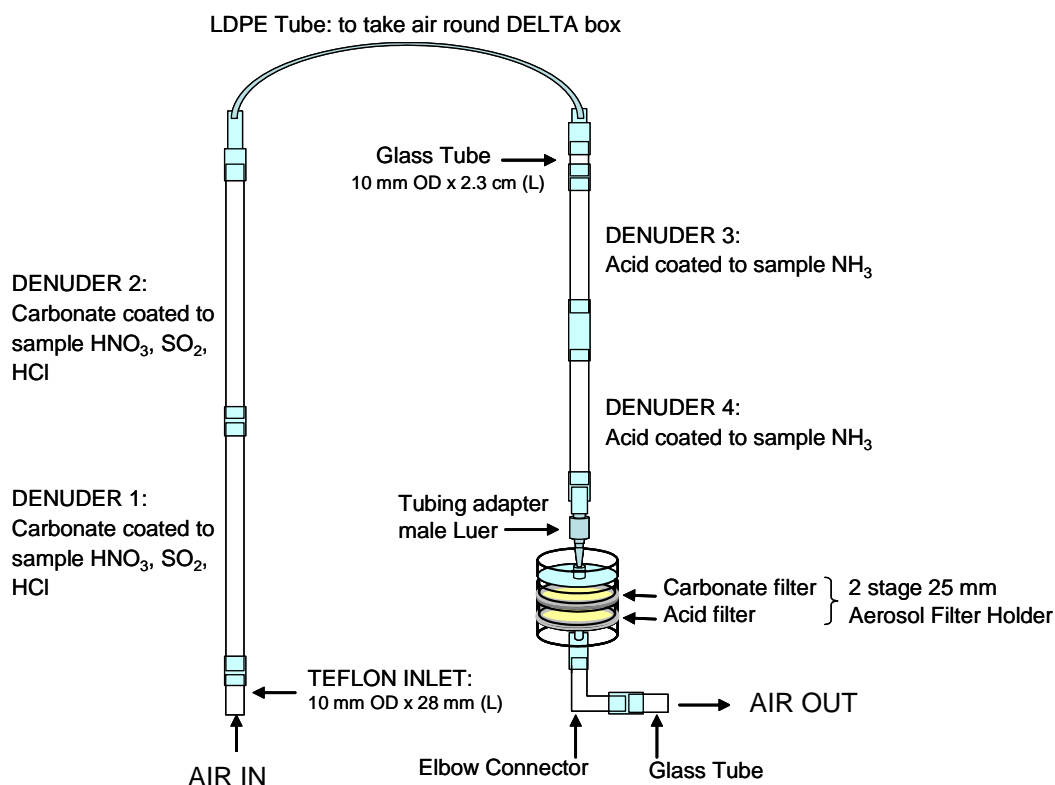 LDPE Tube: to take air round DELTA box
Glass Tube
10 mm OD x 2.3 cm (L)
DENUDER 3:
Acid coated to sample NH₃
DENUDER 2:
Carbonate coated to
sample HNO₃, SO₂,
HCl
DENUDER 4:
Acid coated to sample NH₃
DENUDER 1:
Carbonate coated to
sample HNO₃, SO₂,
HCl
Tubing adapter
male Luer
Carbonate filter
Acid filter
2 stage 25 mm
Aerosol Filter Holder
TEFLON INLET:
10 mm OD x 28 mm (L)
AIR OUT
Elbow Connector
Glass Tube
AIR IN